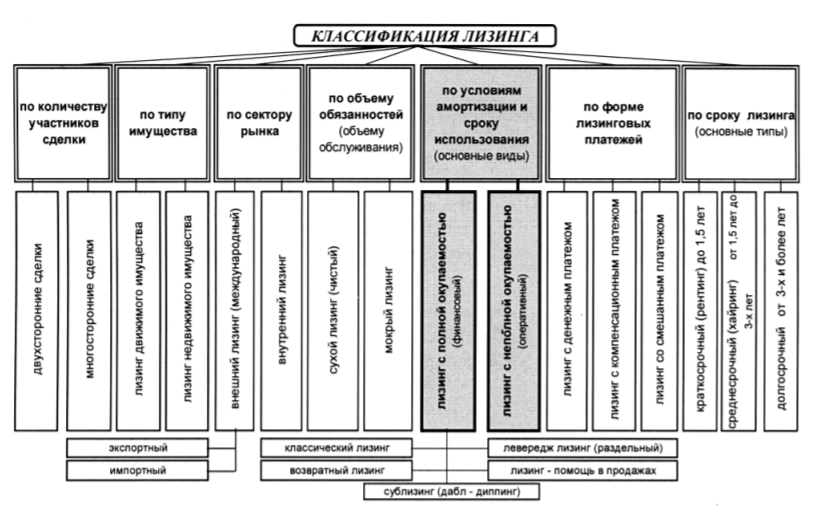 КЛАССИФИКАЦИЯ ЛИЗИНГА
по количеству
участников
сделки
по типу
имущества
по сектору
рынка
по объему
обязанностей
(объему
обслуживания)
по условиям
амортизации и
сроку
использования
(основные виды)
по форме
лизинговых
платежей
по сроку лизинга
(основные типы)
двухсторонние сделки
многосторонние сделки
лизинг движимого имущества
лизинг недвижимого имущества
внешний лизинг (международный)
внутренний лизинг
сухой лизинг (чистый)
мокрый лизинг
лизинг с полной окупаемостью
(финансовый)
лизинг с неполной окупаемостью
(оперативный)
лизинг с денежным платежом
лизинг с компенсационным платежом
лизинг со смешанным платежом
краткосрочный (рентинг) до 1,5 лет
среднесрочный (хайринг) от 1,5 лет до
3-х лет
долгосрочный от 3-х и более лет
экспортный
импортный
классический лизинг
возвратный лизинг
левередж лизинг (раздельный)
лизинг - помощь в продажах
сублизинг (дабл - диппинг)